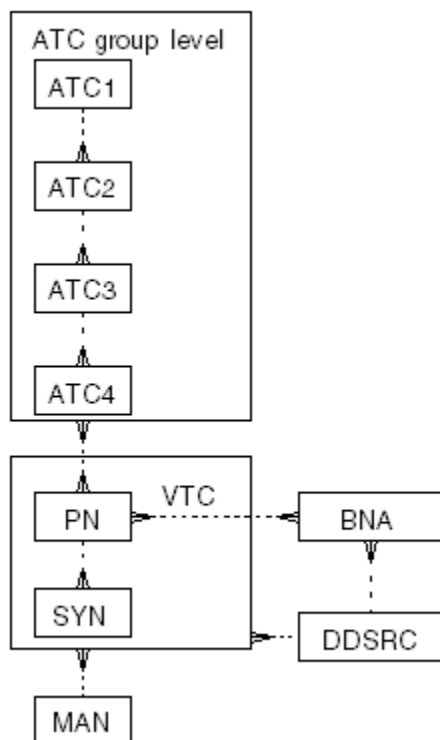 ATC group level
ATC1
ATC2
ATC3
ATC4
VTC
PN
BNA
SYN
DDSRC
MAN